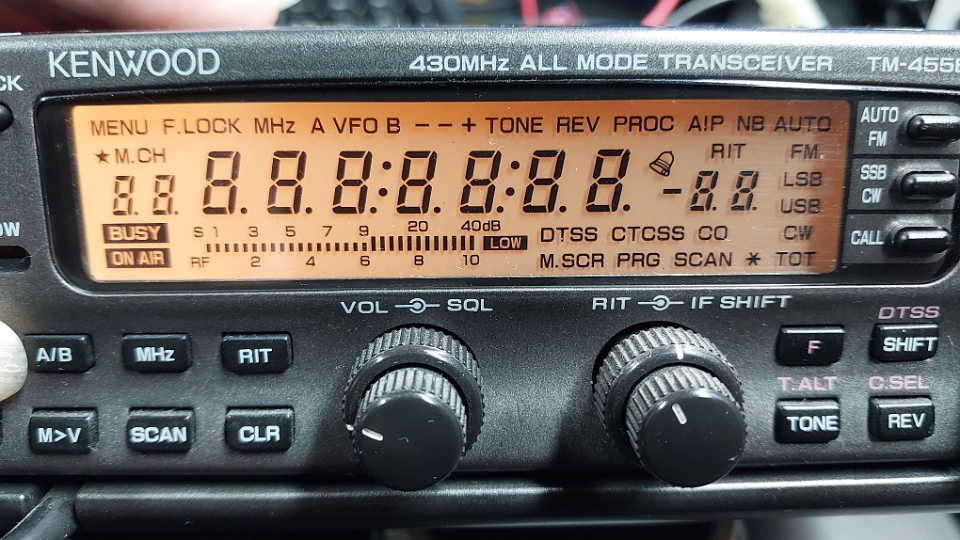 KENWOOD 430MHz ALL MODE TRANSCEIVER TM-455E
CK
MENU F.LOCK MHz A VFO B - - + TONE REV PROC AIP NB AUTO
★ M.CH RIT FM
8.8. 8.8.8:8.8:8.8. -8.8. LSB
USB
BUSY S 1 3 5 7 9 20 40dB LOW DTSS CTCSS CQ CW
ON AIR RF 2 4 6 8 10 M.SCR PRG SCAN * TOT
AUTO
FM
SSB
CW
CALL
OW
VOL SQL RIT IF SHIFT DTSS
A/B MHz RIT F SHIFT
T.ALT C.SEL
M>V SCAN CLR TONE REV